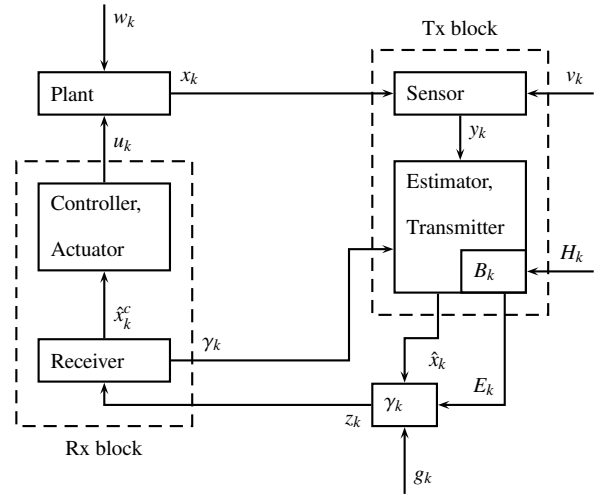 w_k
Tx block
Plant
x_k
Sensor
v_k
u_k
y_k
Controller,
Actuator
Estimator,
Transmitter
B_k
H_k
x̂_k^c
γ_k
Receiver
x̂_k
E_k
z_k
γ_k
Rx block
g_k